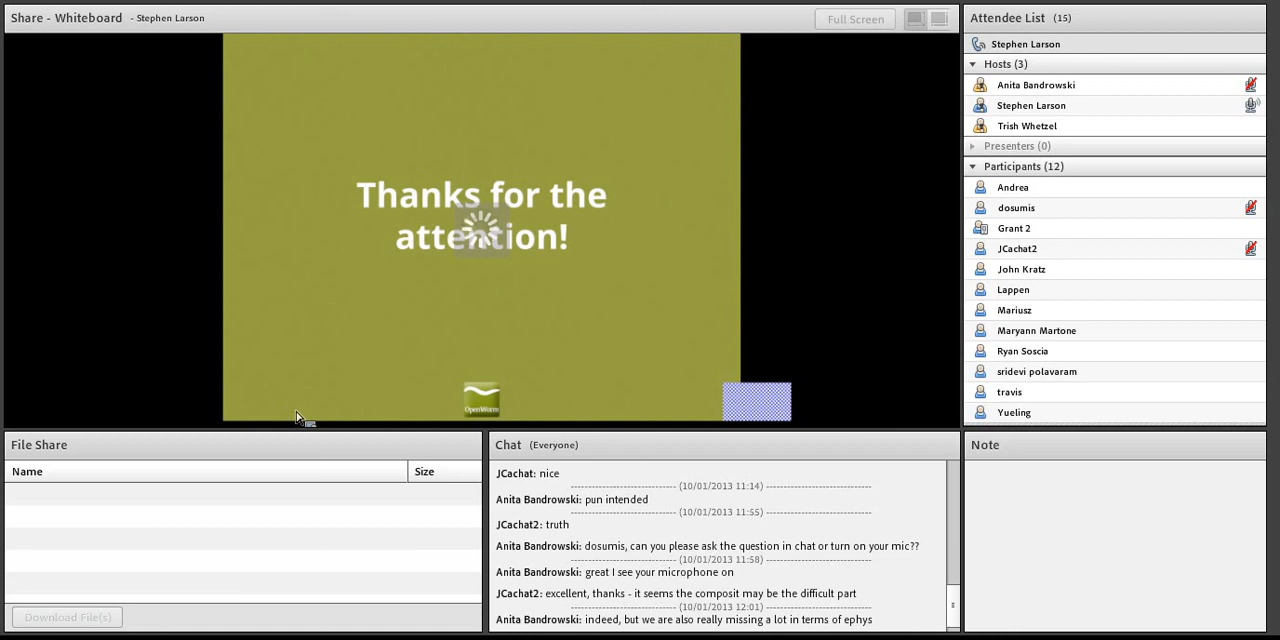 Share - Whiteboard - Stephen Larson
Full Screen
Thanks for the
attention!
OpenWorm
Attendee List (15)
Stephen Larson
Hosts (3)
Anita Bandrowski
Stephen Larson
Trish Whetzel
Presenters (0)
Participants (12)
Andrea
dosumis
Grant 2
JCachat2
John Kratz
Lappen
Mariusz
Maryann Martone
Ryan Soscia
sridevi polavaram
travis
Yueling
File Share
Name Size
Download File(s)
Chat (Everyone)
JCachat: nice
------------------------------ (10/01/2013 11:14) ------------------------------
Anita Bandrowski: pun intended
------------------------------ (10/01/2013 11:55) ------------------------------
JCachat2: truth
Anita Bandrowski: dosumis, can you please ask the question in chat or turn on your mic??
------------------------------ (10/01/2013 11:58) ------------------------------
Anita Bandrowski: great I see your microphone on
JCachat2: excellent, thanks - it seems the composit may be the difficult part
------------------------------ (10/01/2013 12:01) ------------------------------
Anita Bandrowski: indeed, but we are also really missing a lot in terms of ephys
Note